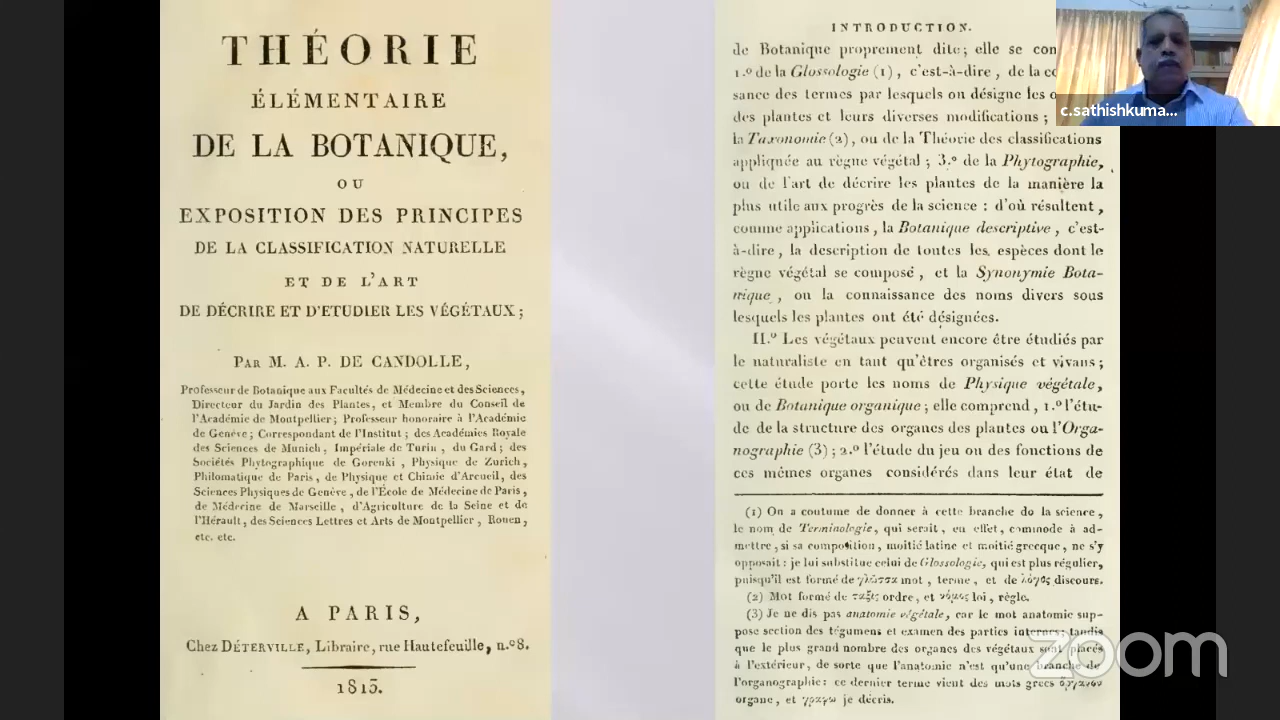 THÉORIE
ÉLÉMENTAIRE
DE LA BOTANIQUE,
OU
EXPOSITION DES PRINCIPES
DE LA CLASSIFICATION NATURELLE
ET DE L'ART
DE DÉCRIRE ET D'ETUDIER LES VÉGÉTAUX;
PAR M. A. P. DE CANDOLLE,
Professeur de Botanique aux Facultés de Médecine et des Sciences,
Directeur du Jardin des Plantes, et Membre du Conseil de
l'Académie de Montpellier; Professeur honoraire à l'Académie
de Genève; Correspondant de l'Institut; des Académies Royale
des Sciences de Munich, Impériale de Turin, du Gard; des
Sociétés Phytographique de Gorenki, Physique de Zurich,
Philomatique de Paris, de Physique et Chimie d'Arcueil, des
Sciences Physiques de Genève, de l'École de Médecine de Paris,
de Médecine de Marseille, d'Agriculture de la Seine et de
l'Hérault, des Sciences Lettres et Arts de Montpellier, Rouen,
etc. etc.
A PARIS,
Chez DÉTERVILLE, Libraire, rue Hautefeuille, n.º 8.
1813.
INTRODUCTION.
de Botanique proprement dite; elle se
1.º de la Glossologie (1), c'est-à-dire, de la
sance des termes par lesquels on désigne les
des plantes et leurs diverses modifications;
la Taxonomie (2), ou de la Théorie des classifications
appliquée au règne végétal; 3.º de la Phytographie,
ou de l'art de décrire les plantes de la manière la
plus utile aux progrès de la science: d'où résultent,
comme applications, la Botanique descriptive, c'est-
à-dire, la description de toutes les espèces dont le
règne végétal se composé, et la Synonymie Bota-
nique, ou la connaissance des noms divers sous
lesquels les plantes ont été désignées.
II.º Les végétaux peuvent encore être étudiés par
le naturaliste en tant qu'êtres organisés et vivans;
cette étude porte les noms de Physique végétale,
ou de Botanique organique; elle comprend, 1.º l'étu-
de de la structure des organes des plantes ou l'Orga-
nographie (3); 2.º l'étude du jeu ou des fonctions de
ces mêmes organes considérés dans leur état de
(1) On a coutume de donner à cette branche de la science,
le nom de Terminologie, qui serait, en effet, commode à ad-
mettre, si sa composition, moitié latine et moitié grecque, ne s'y
opposait: je lui substitue celui de Glossologie, qui est plus régulier,
puisqu'il est formé de γλῶσσα mot, terme, et de λόγος discours.
(2) Mot formé de ταξις ordre, et νόμος loi, règle.
(3) Je ne dis pas anatomie végétale, car le mot anatomie sup-
pose section des tégumens et examen des parties internes; tandis
que le plus grand nombre des organes des végétaux sont placés
à l'extérieur, de sorte que l'anatomie n'est qu'une branche de
l'organographie: ce dernier terme vient des mots grecs ὄργανον
organe, et γραφω je décris.
c.sathishkuma...
zoom